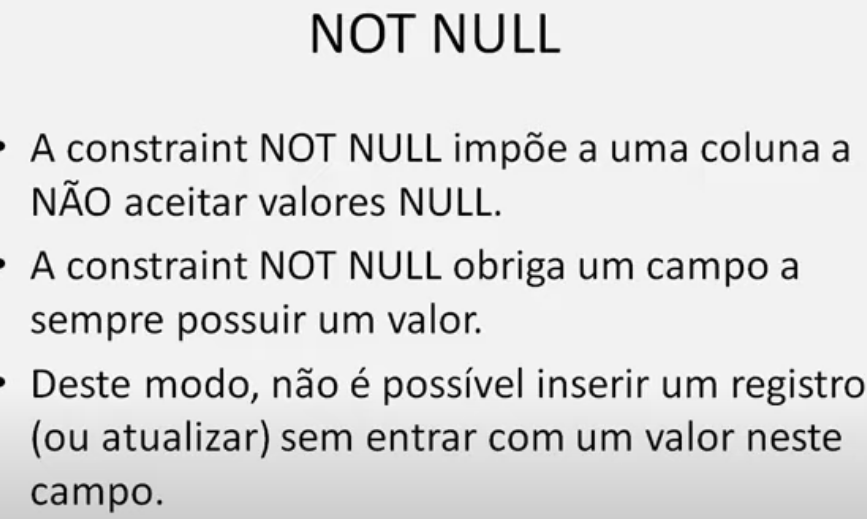 NOT NULL
• A constraint NOT NULL impõe a uma coluna a
NÃO aceitar valores NULL.
• A constraint NOT NULL obriga um campo a
sempre possuir um valor.
• Deste modo, não é possível inserir um registro
(ou atualizar) sem entrar com um valor neste
campo.